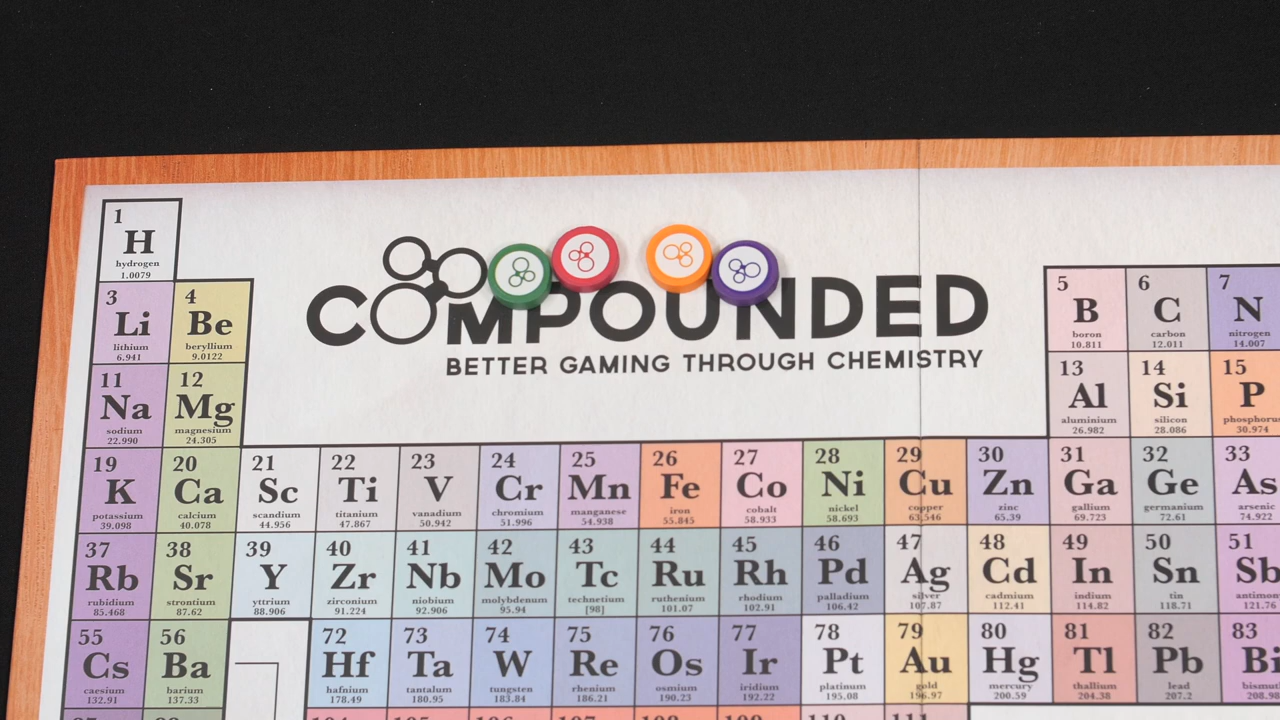 1
H
hydrogen
1.0079
COMPOUNDED
BETTER GAMING THROUGH CHEMISTRY
3
Li
lithium
6.941
4
Be
beryllium
9.0122
5
B
boron
10.811
6
C
carbon
12.011
7
N
nitrogen
14.007
11
Na
sodium
22.990
12
Mg
magnesium
24.305
13
Al
aluminium
26.982
14
Si
silicon
28.086
15
P
phosphorus
30.974
19
K
potassium
39.098
20
Ca
calcium
40.078
21
Sc
scandium
44.956
22
Ti
titanium
47.867
23
V
vanadium
50.942
24
Cr
chromium
51.996
25
Mn
manganese
54.938
26
Fe
iron
55.845
27
Co
cobalt
58.933
28
Ni
nickel
58.693
29
Cu
copper
63.546
30
Zn
zinc
65.39
31
Ga
gallium
69.723
32
Ge
germanium
72.61
33
As
arsenic
74.922
37
Rb
rubidium
85.468
38
Sr
strontium
87.62
39
Y
yttrium
88.906
40
Zr
zirconium
91.224
41
Nb
niobium
92.906
42
Mo
molybdenum
95.94
43
Tc
technetium
[98]
44
Ru
ruthenium
101.07
45
Rh
rhodium
102.91
46
Pd
palladium
106.42
47
Ag
silver
107.87
48
Cd
cadmium
112.41
49
In
indium
114.82
50
Sn
tin
118.71
51
Sb
antimon
121.76
55
Cs
caesium
132.91
56
Ba
barium
137.33
72
Hf
hafnium
178.49
73
Ta
tantalum
180.95
74
W
tungsten
183.84
75
Re
rhenium
186.21
76
Os
osmium
190.23
77
Ir
iridium
192.22
78
Pt
platinum
195.08
79
Au
gold
196.97
80
Hg
mercury
200.59
81
Tl
thallium
204.38
82
Pb
lead
207.2
83
Bi
bismut
208.98